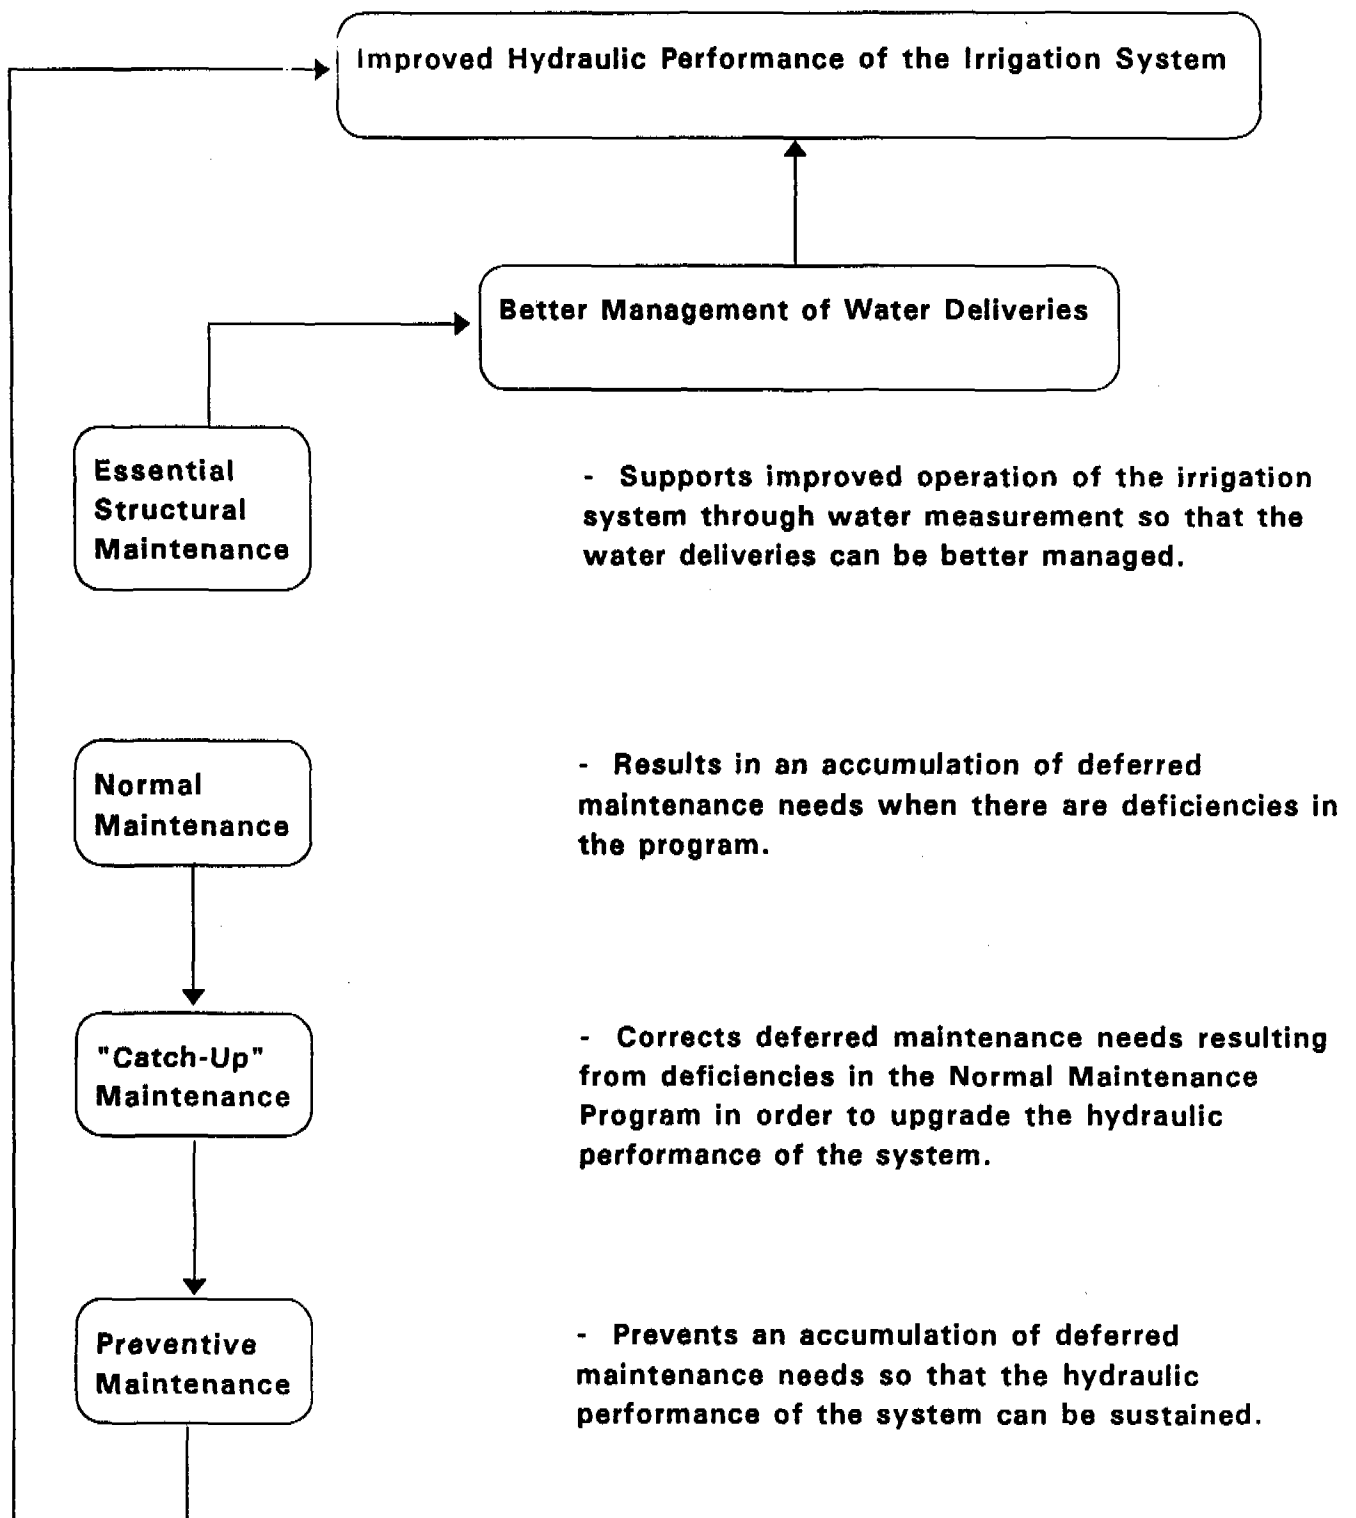 Improved Hydraulic Performance of the Irrigation System
Better Management of Water Deliveries
Essential
Structural
Maintenance
- Supports improved operation of the irrigation
system through water measurement so that the
water deliveries can be better managed.
Normal
Maintenance
- Results in an accumulation of deferred
maintenance needs when there are deficiencies in
the program.
"Catch-Up"
Maintenance
- Corrects deferred maintenance needs resulting
from deficiencies in the Normal Maintenance
Program in order to upgrade the hydraulic
performance of the system.
Preventive
Maintenance
- Prevents an accumulation of deferred
maintenance needs so that the hydraulic
performance of the system can be sustained.